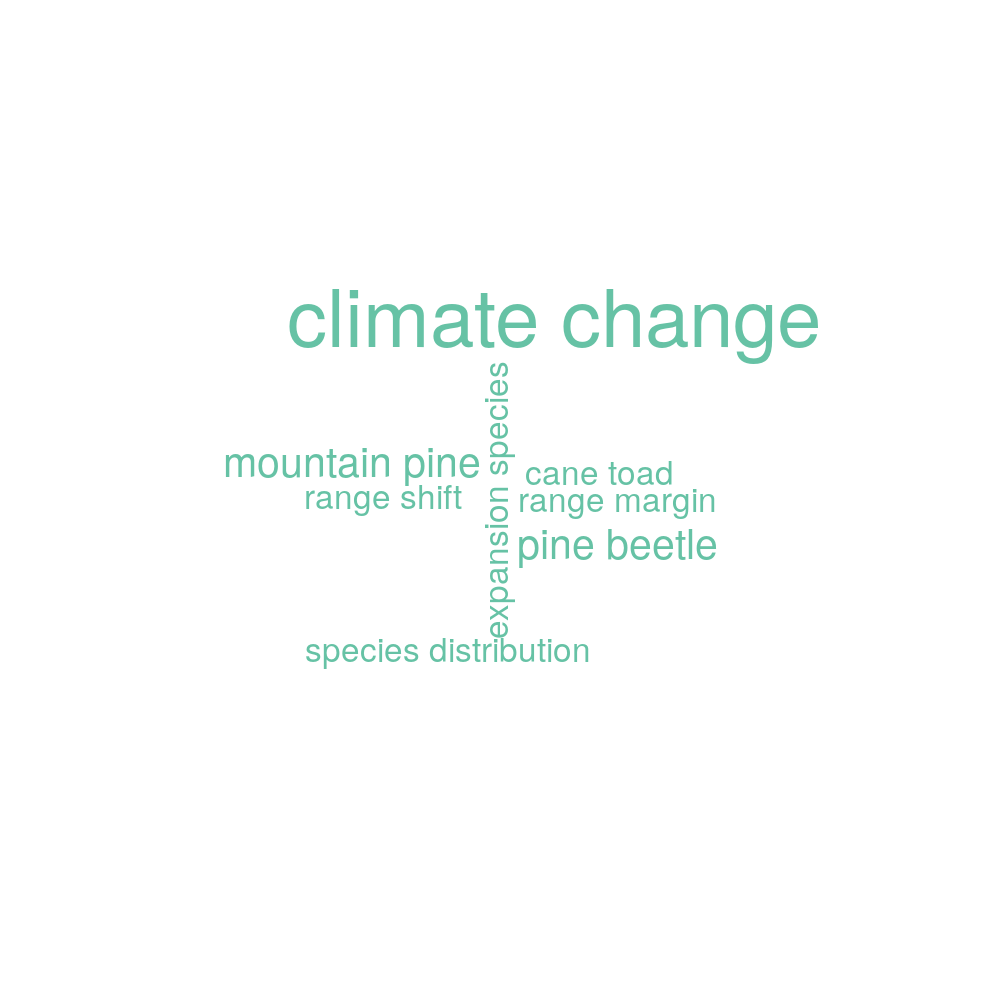 climate change
expansion species
mountain pine
cane toad
range shift
range margin
pine beetle
species distribution